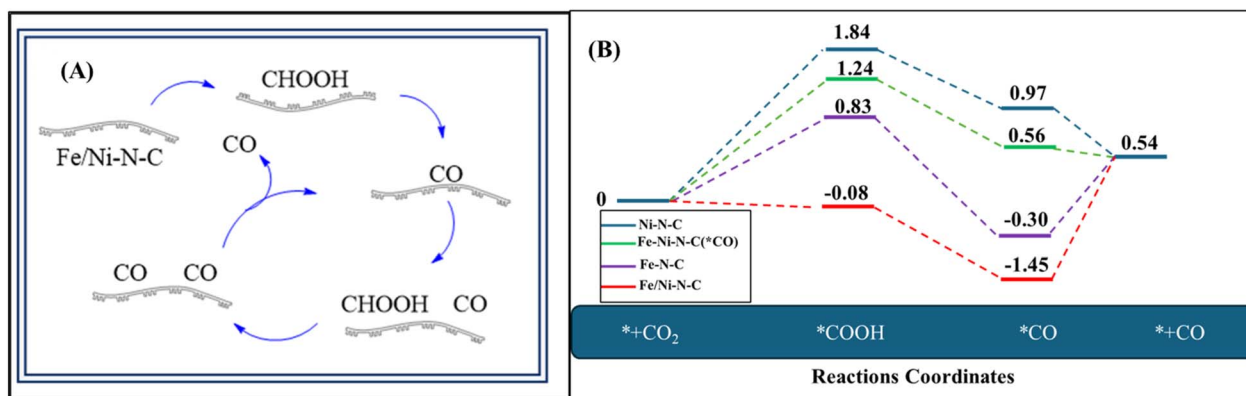 (A)
CHOOH
Fe/Ni-N-C
CO
CO
CO CO
CHOOH CO
(B)
1.84
1.24
0.83
-0.08
0.97
0.56
-0.30
-1.45
0.54
0
Ni-N-C
Fe-Ni-N-C(*CO)
Fe-N-C
Fe/Ni-N-C
*+CO₂ *COOH *CO *+CO
Reactions Coordinates